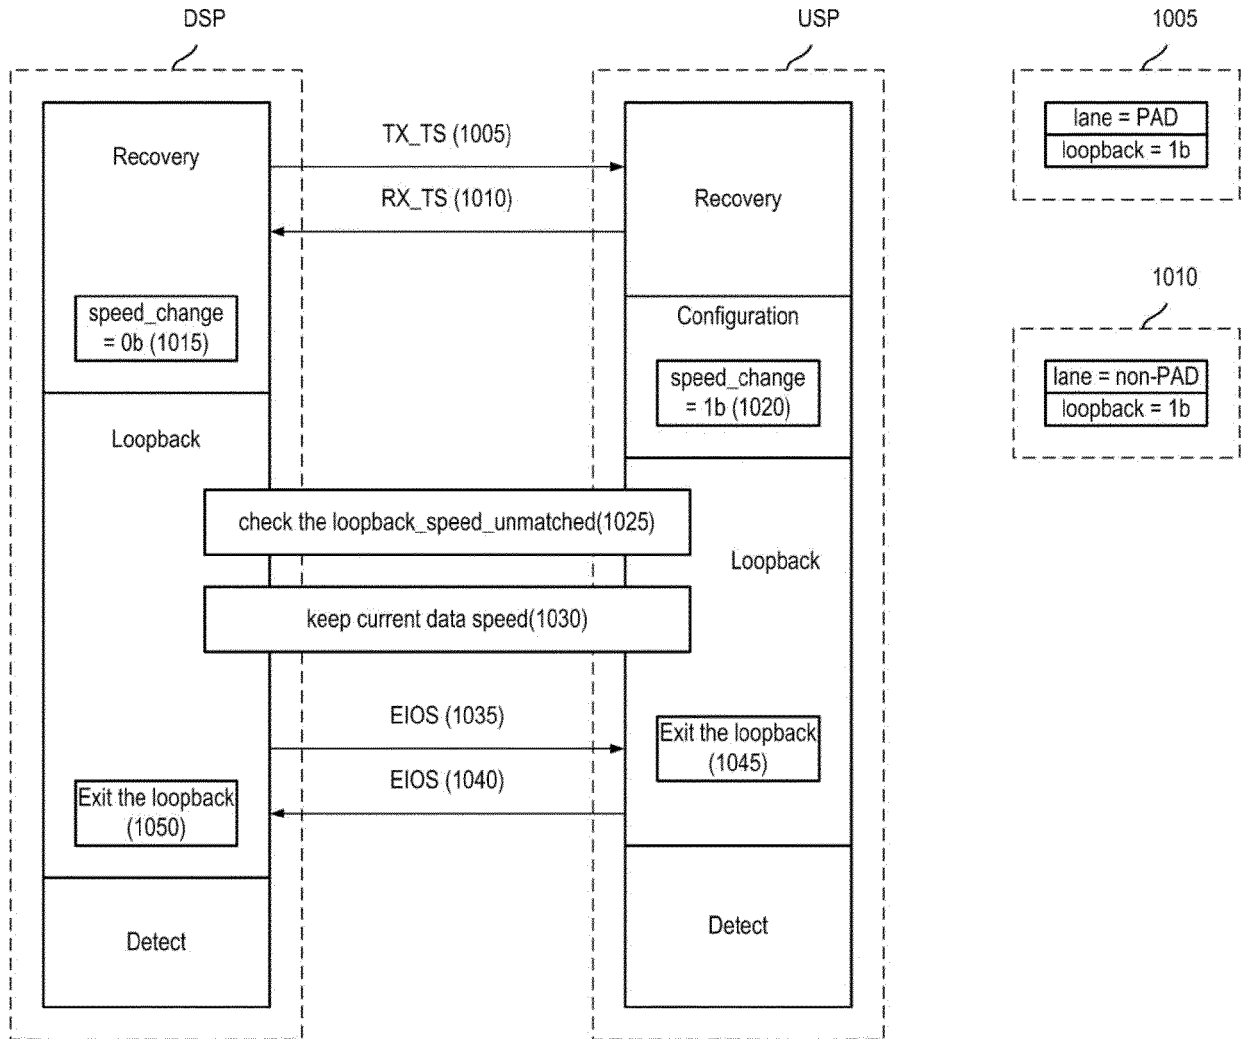 DSP
USP
1005
TX_TS (1005)
lane = PAD
loopback = 1b
Recovery
RX_TS (1010)
Recovery
1010
speed_change
= 0b (1015)
Configuration
speed_change
= 1b (1020)
lane = non-PAD
loopback = 1b
Loopback
check the loopback_speed_unmatched(1025)
Loopback
keep current data speed(1030)
EIOS (1035)
Exit the loopback
(1045)
EIOS (1040)
Exit the loopback
(1050)
Detect
Detect